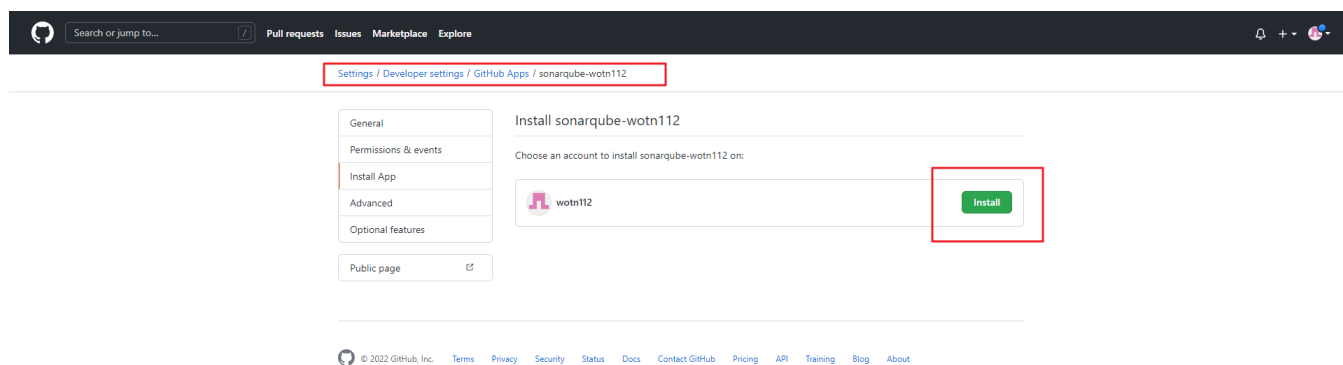 Search or jump to... / Pull requests Issues Marketplace Explore
Settings / Developer settings / GitHub Apps / sonarqube-wotn112
General
Permissions & events
Install App
Advanced
Optional features
Public page
Install sonarqube-wotn112
Choose an account to install sonarqube-wotn112 on:
wotn112
Install
© 2022 GitHub, Inc. Terms Privacy Security Status Docs Contact GitHub Pricing API Training Blog About